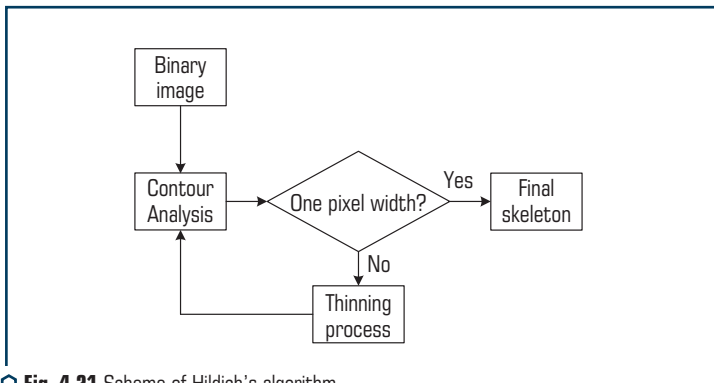 Binary
image
Contour
Analysis
One pixel width?
Yes
Final
skeleton
No
Thinning
process
Fig. 4.21 Scheme of Hildich's algorithm